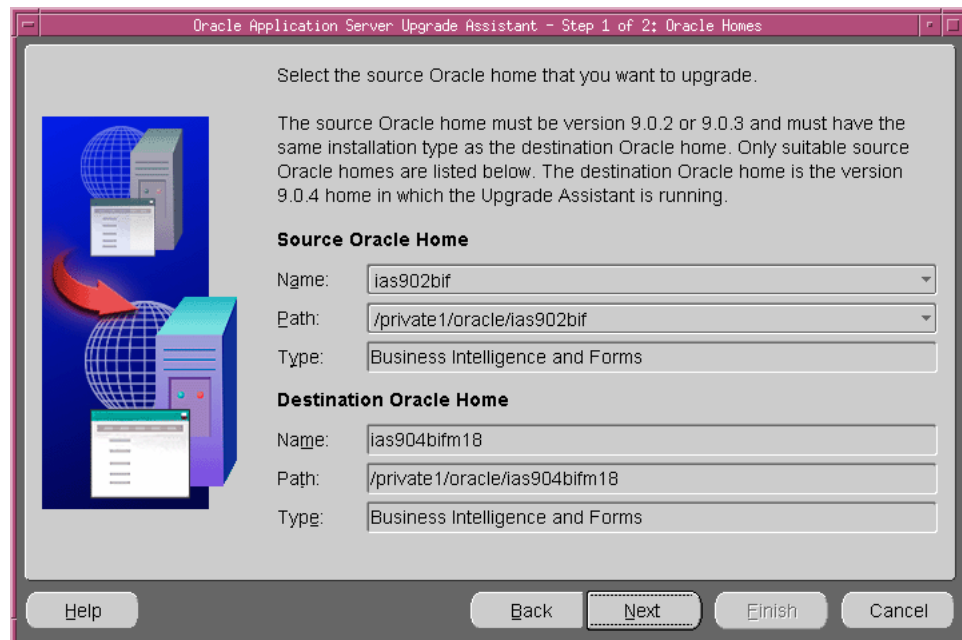 Oracle Application Server Upgrade Assistant - Step 1 of 2: Oracle Homes
Select the source Oracle home that you want to upgrade.
The source Oracle home must be version 9.0.2 or 9.0.3 and must have the
same installation type as the destination Oracle home. Only suitable source
Oracle homes are listed below. The destination Oracle home is the version
9.0.4 home in which the Upgrade Assistant is running.
Source Oracle Home
Name: ias902bif
Path: /private1/oracle/ias902bif
Type: Business Intelligence and Forms
Destination Oracle Home
Name: ias904bifm18
Path: /private1/oracle/ias904bifm18
Type: Business Intelligence and Forms
Help Back Next Finish Cancel